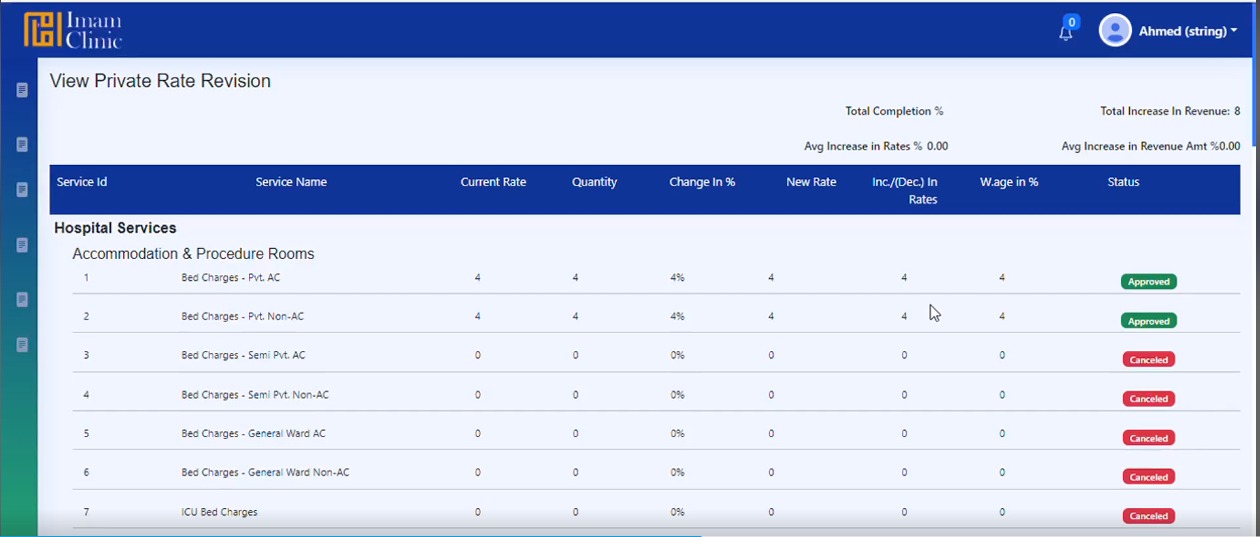 Imam
Clinic
0
Ahmed (string)
View Private Rate Revision
Total Completion % Total Increase In Revenue: 8
Avg Increase in Rates % 0.00 Avg Increase in Revenue Amt %0.00
Service Id Service Name Current Rate Quantity Change In % New Rate Inc./(Dec.) In Rates W.age in % Status
Hospital Services
Accommodation & Procedure Rooms
1 Bed Charges - Pvt. AC 4 4 4% 4 4 4 Approved
2 Bed Charges - Pvt. Non-AC 4 4 4% 4 4 4 Approved
3 Bed Charges - Semi Pvt. AC 0 0 0% 0 0 0 Canceled
4 Bed Charges - Semi Pvt. Non-AC 0 0 0% 0 0 0 Canceled
5 Bed Charges - General Ward AC 0 0 0% 0 0 0 Canceled
6 Bed Charges - General Ward Non-AC 0 0 0% 0 0 0 Canceled
7 ICU Bed Charges 0 0 0% 0 0 0 Canceled